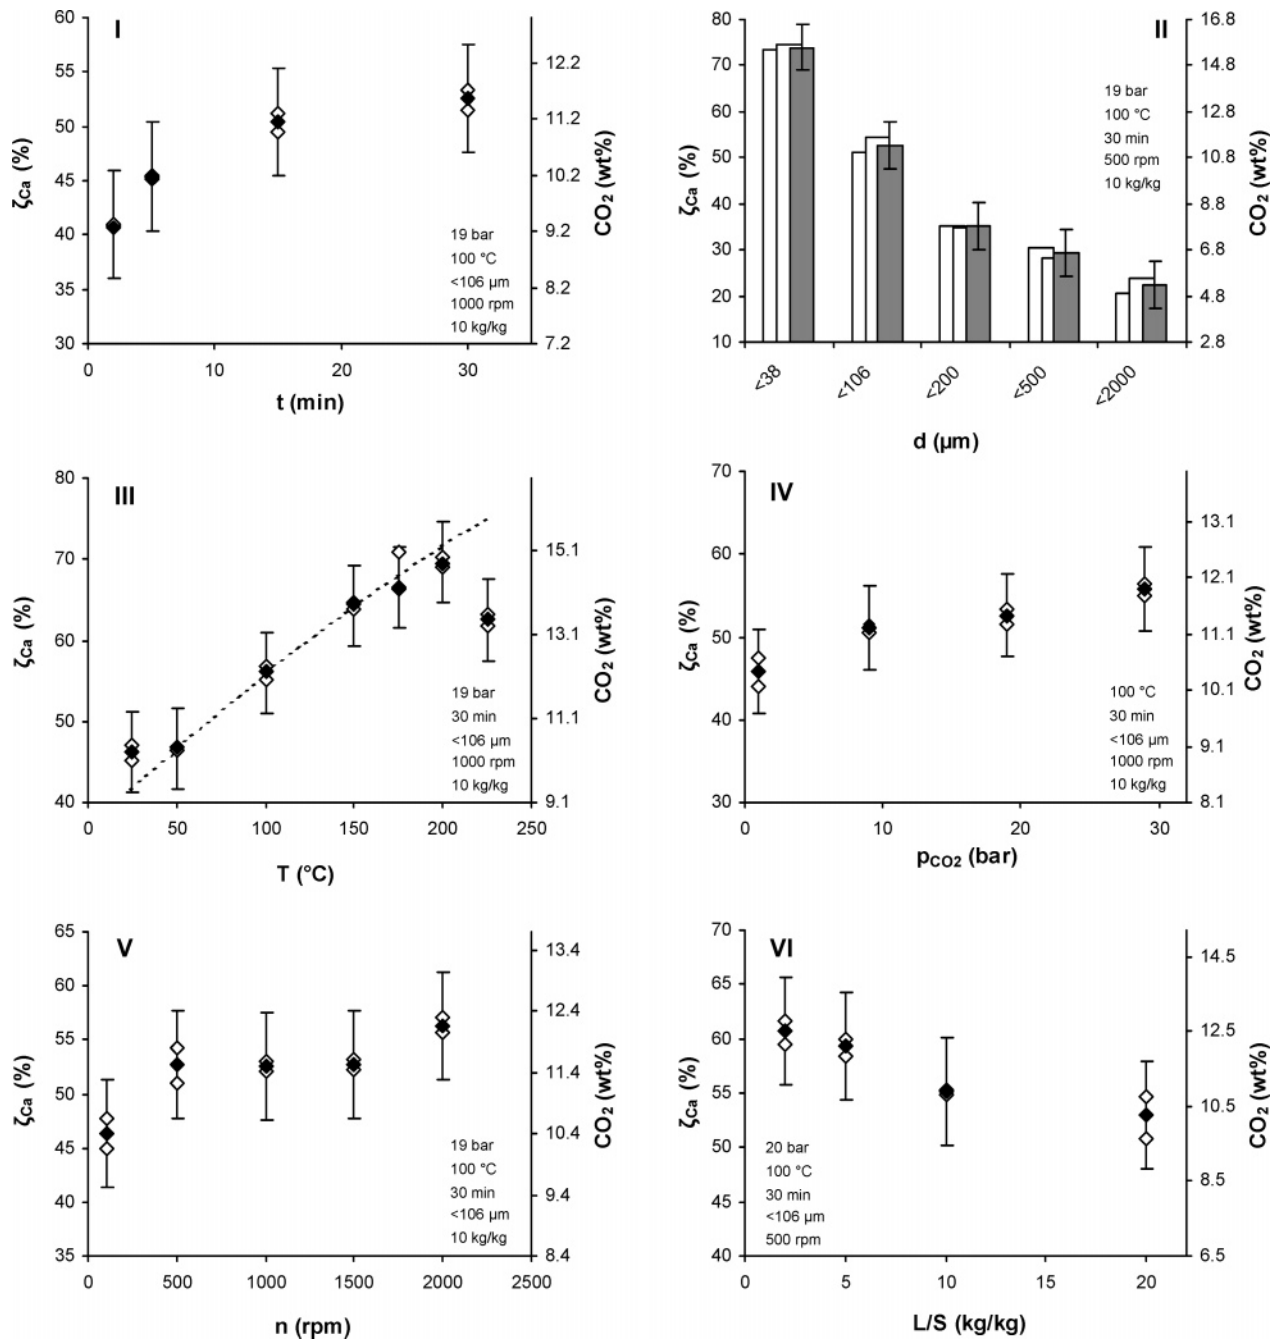 I
60
55
50
45
40
35
30
ζCa (%)
12.2
11.2
10.2
9.2
8.2
7.2
CO2 (wt%)
19 bar
100 °C
<106 µm
1000 rpm
10 kg/kg
0 10 20 30
t (min)
II
80
70
60
50
40
30
20
10
ζCa (%)
16.8
14.8
12.8
10.8
8.8
6.8
4.8
2.8
CO2 (wt%)
19 bar
100 °C
30 min
500 rpm
10 kg/kg
<38 <106 <200 <500 <2000
d (µm)
III
80
70
60
50
40
ζCa (%)
15.1
13.1
11.1
9.1
CO2 (wt%)
19 bar
30 min
<106 µm
1000 rpm
10 kg/kg
0 50 100 150 200 250
T (°C)
IV
70
60
50
40
30
ζCa (%)
13.1
12.1
11.1
10.1
9.1
8.1
CO2 (wt%)
100 °C
30 min
<106 µm
1000 rpm
10 kg/kg
0 10 20 30
pCO2 (bar)
V
65
60
55
50
45
40
35
ζCa (%)
13.4
12.4
11.4
10.4
9.4
8.4
CO2 (wt%)
19 bar
100 °C
30 min
<106 µm
10 kg/kg
0 500 1000 1500 2000 2500
n (rpm)
VI
70
65
60
55
50
45
40
ζCa (%)
14.5
12.5
10.5
8.5
6.5
CO2 (wt%)
20 bar
100 °C
30 min
<106 µm
500 rpm
0 5 10 15 20
L/S (kg/kg)